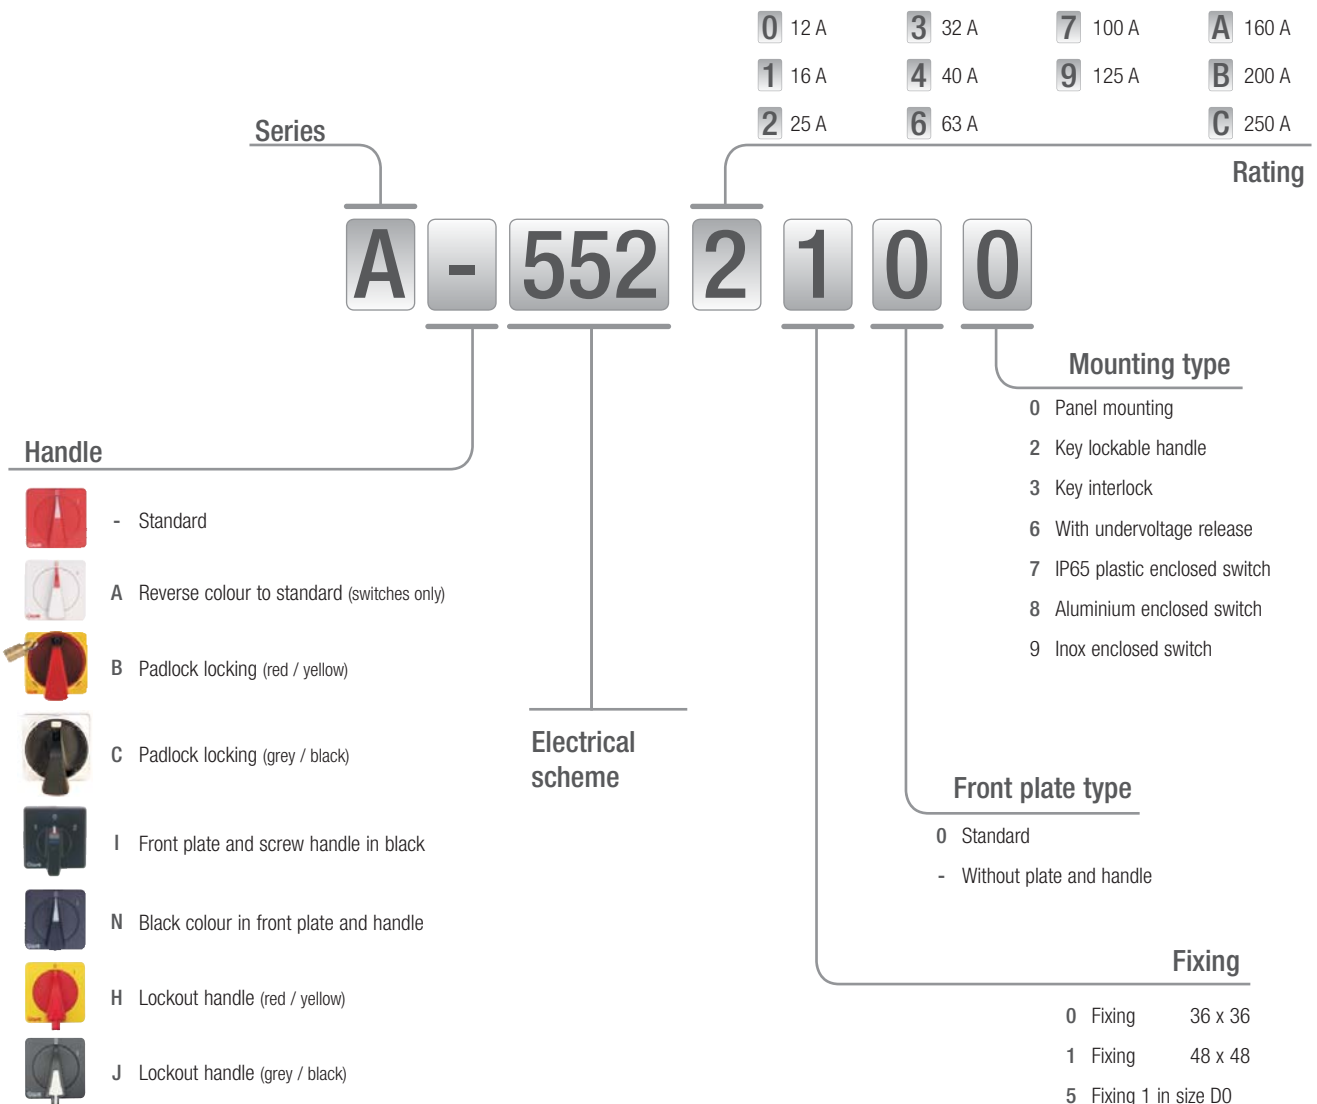 0 12 A 3 32 A 7 100 A A 160 A
1 16 A 4 40 A 9 125 A B 200 A
2 25 A 6 63 A C 250 A
Series
Rating
A - 552 2 1 0 0
Mounting type
0 Panel mounting
2 Key lockable handle
3 Key interlock
6 With undervoltage release
7 IP65 plastic enclosed switch
8 Aluminium enclosed switch
9 Inox enclosed switch
Handle
- Standard
A Reverse colour to standard (switches only)
B Padlock locking (red / yellow)
C Padlock locking (grey / black)
I Front plate and screw handle in black
N Black colour in front plate and handle
H Lockout handle (red / yellow)
J Lockout handle (grey / black)
Electrical
scheme
Front plate type
0 Standard
- Without plate and handle
Fixing
0 Fixing 36 x 36
1 Fixing 48 x 48
5 Fixing 1 in size D0